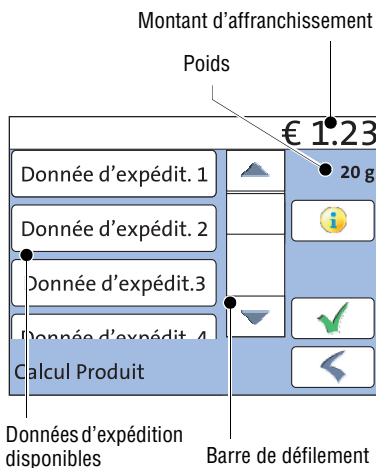 Montant d’affranchissement
Poids
€ 1.23
Donnée d’expédit. 1
20 g
Donnée d’expédit. 2
Donnée d’expédit.3
Donnée d’expédit. 4
Calcul Produit
Données d’expédition
disponibles
Barre de défilement